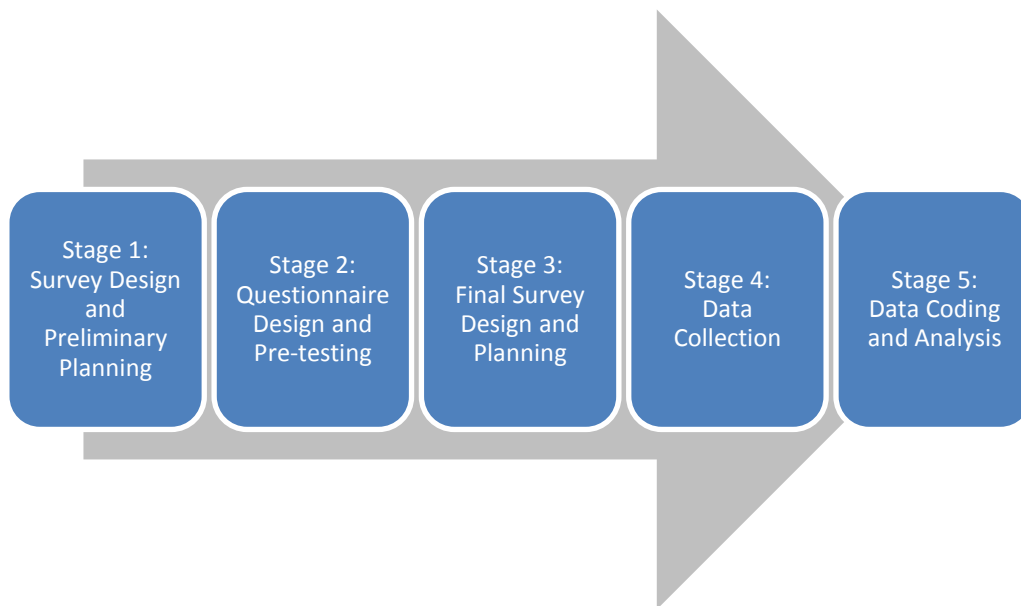 Stage 1:
Survey Design
and
Preliminary
Planning
Stage 2:
Questionnaire
Design and
Pre-testing
Stage 3:
Final Survey
Design and
Planning
Stage 4:
Data
Collection
Stage 5:
Data Coding
and Analysis